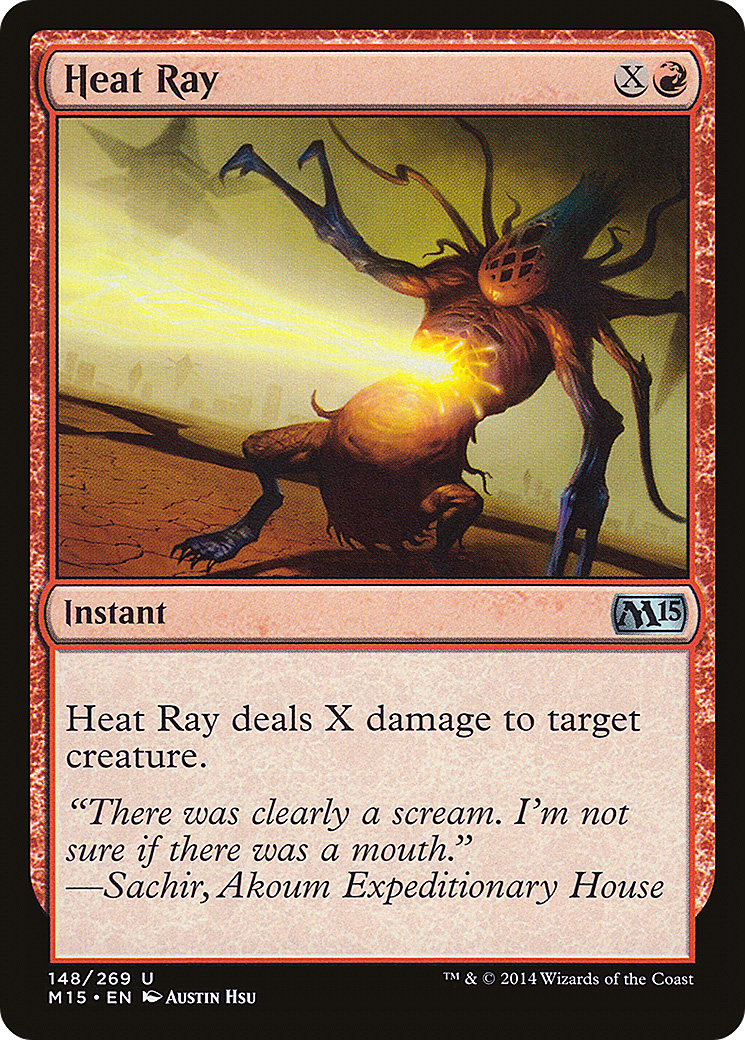 Heat Ray X
Instant M15
Heat Ray deals X damage to target
creature.
“There was clearly a scream. I’m not
sure if there was a mouth.”
—Sachir, Akoum Expeditionary House
148/269 U ™ & © 2014 Wizards of the Coast
M15 • EN Austin Hsu